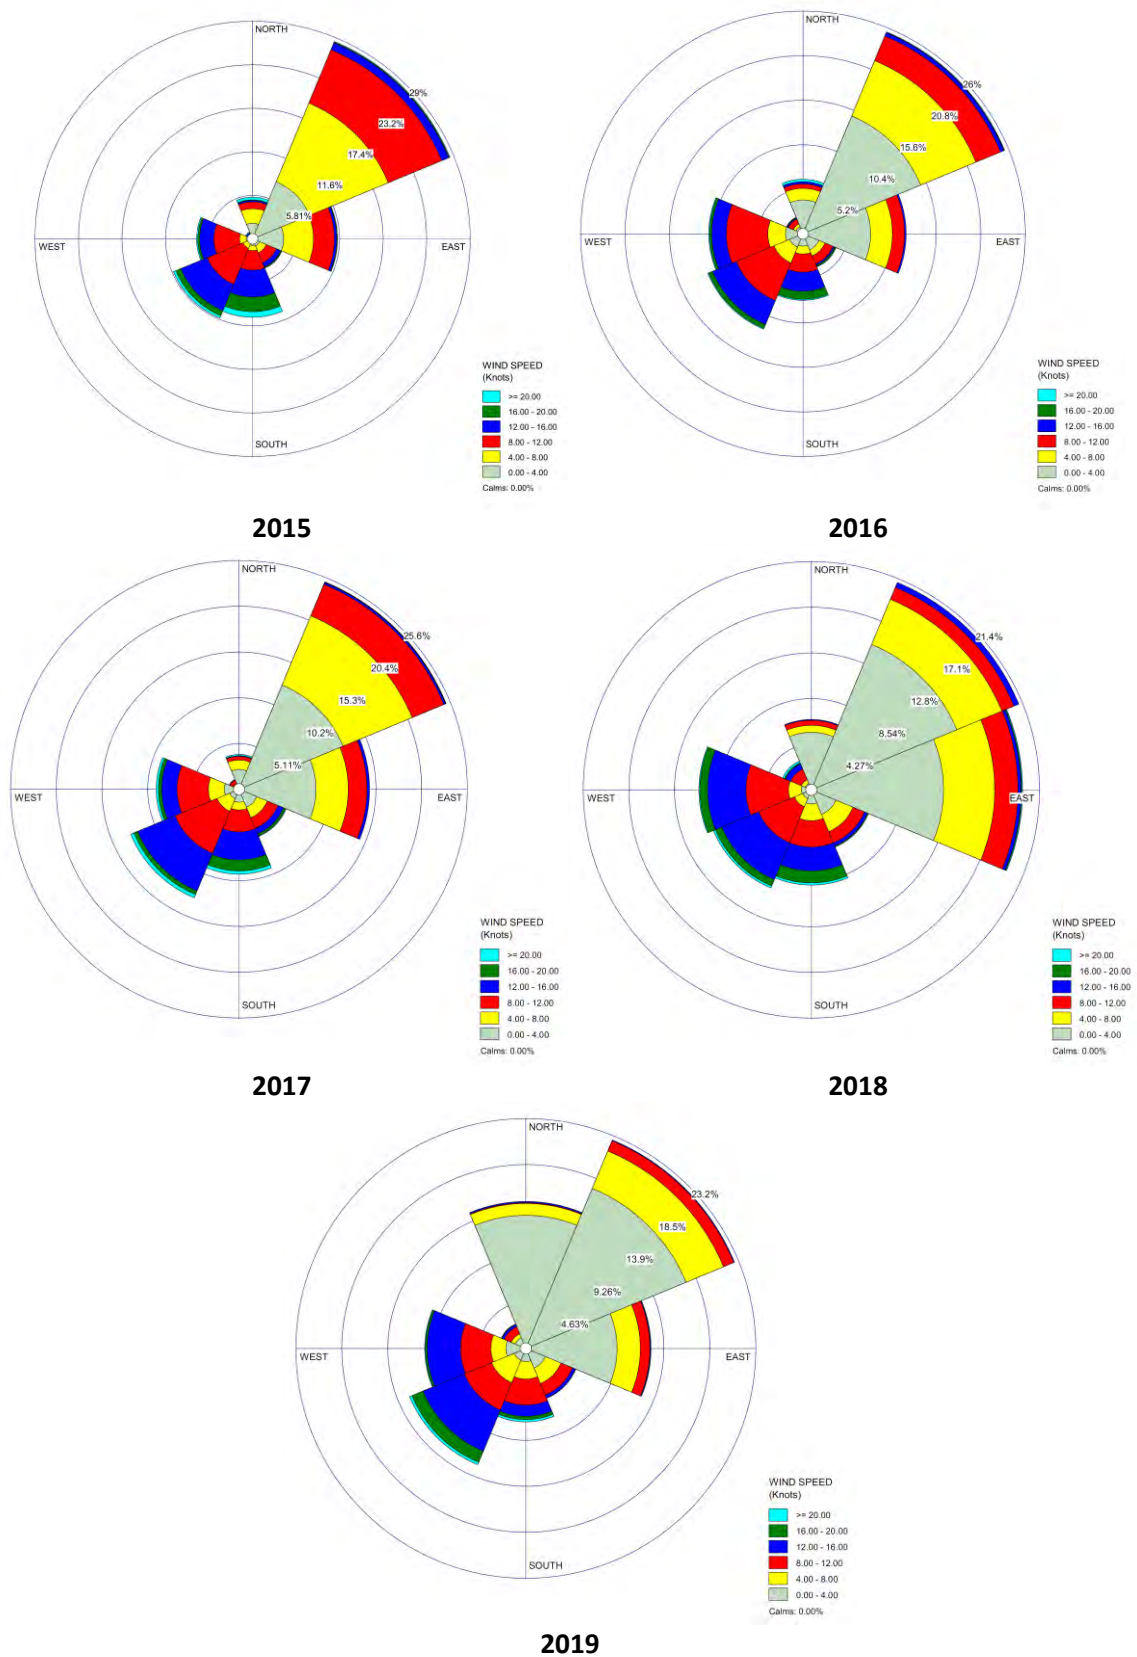 NORTH
29%
23.2%
17.4%
11.6%
5.81%
WEST
EAST
SOUTH
WIND SPEED
(Knots)
>= 20.00
16.00 - 20.00
12.00 - 16.00
8.00 - 12.00
4.00 - 8.00
0.00 - 4.00
Calms: 0.00%
2015
NORTH
26%
20.8%
15.6%
10.4%
5.2%
WEST
EAST
SOUTH
WIND SPEED
(Knots)
>= 20.00
16.00 - 20.00
12.00 - 16.00
8.00 - 12.00
4.00 - 8.00
0.00 - 4.00
Calms: 0.00%
2016
NORTH
25.6%
20.4%
15.3%
10.2%
5.11%
WEST
EAST
SOUTH
WIND SPEED
(Knots)
>= 20.00
16.00 - 20.00
12.00 - 16.00
8.00 - 12.00
4.00 - 8.00
0.00 - 4.00
Calms: 0.00%
2017
NORTH
21.4%
17.1%
12.8%
8.54%
4.27%
WEST
EAST
SOUTH
WIND SPEED
(Knots)
>= 20.00
16.00 - 20.00
12.00 - 16.00
8.00 - 12.00
4.00 - 8.00
0.00 - 4.00
Calms: 0.00%
2018
NORTH
23.2%
18.5%
13.9%
9.26%
4.63%
WEST
EAST
SOUTH
WIND SPEED
(Knots)
>= 20.00
16.00 - 20.00
12.00 - 16.00
8.00 - 12.00
4.00 - 8.00
0.00 - 4.00
Calms: 0.00%
2019